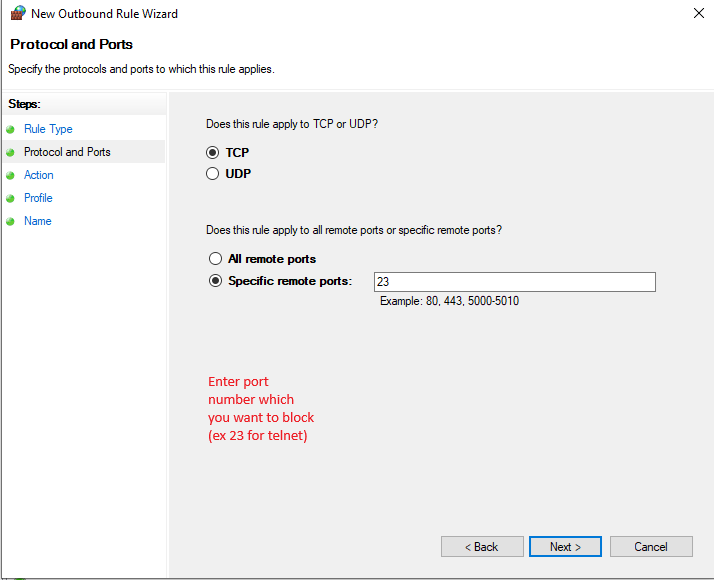 New Outbound Rule Wizard
Protocol and Ports
Specify the protocols and ports to which this rule applies.
Steps:
Rule Type
Protocol and Ports
Action
Profile
Name
Does this rule apply to TCP or UDP?
TCP
UDP
Does this rule apply to all remote ports or specific remote ports?
All remote ports
Specific remote ports: 23
Example: 80, 443, 5000-5010
Enter port
number which
you want to block
(ex 23 for telnet)
< Back Next > Cancel